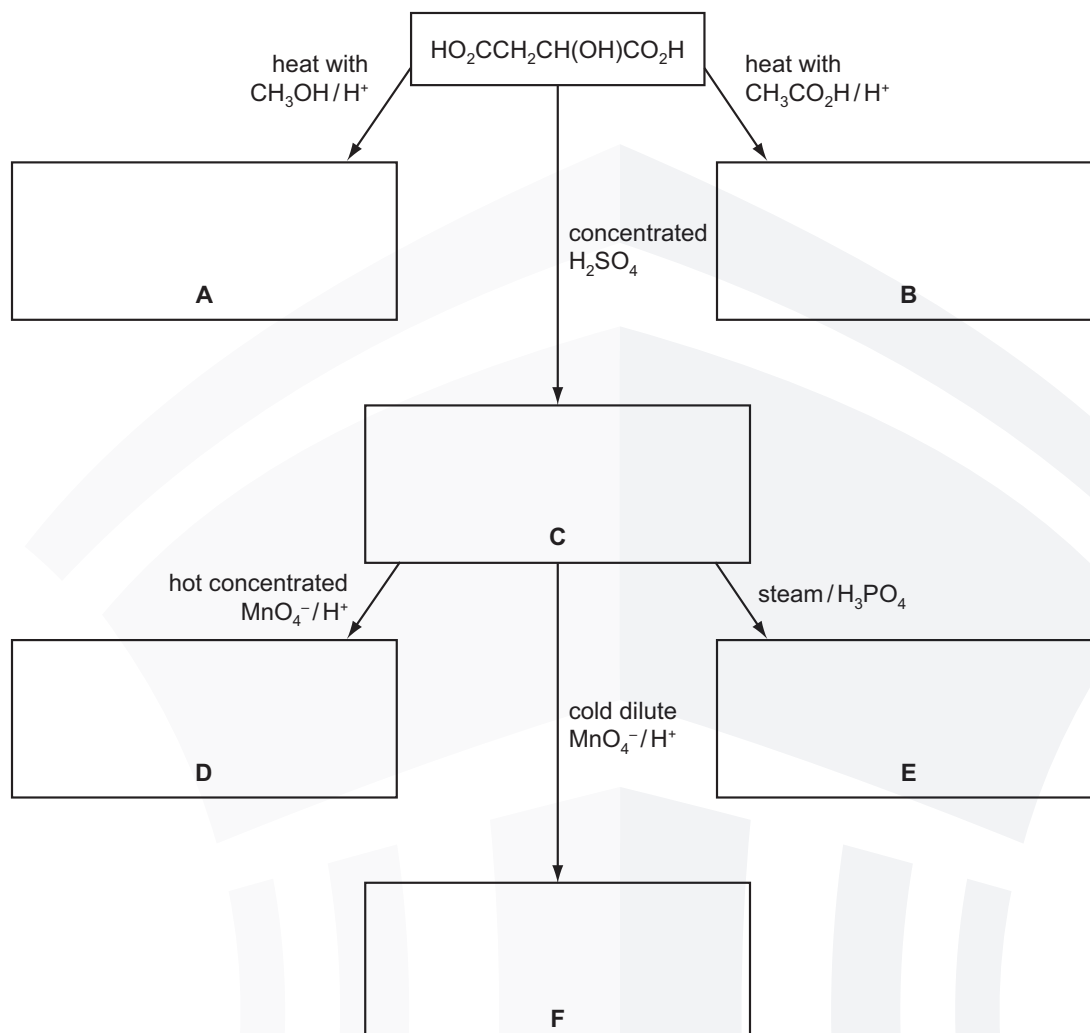 HO₂CCH₂CH(OH)CO₂H
heat with
CH₃OH / H⁺
heat with
CH₃CO₂H / H⁺
A
concentrated
H₂SO₄
B
C
hot concentrated
MnO₄⁻ / H⁺
steam / H₃PO₄
D
cold dilute
MnO₄⁻ / H⁺
E
F